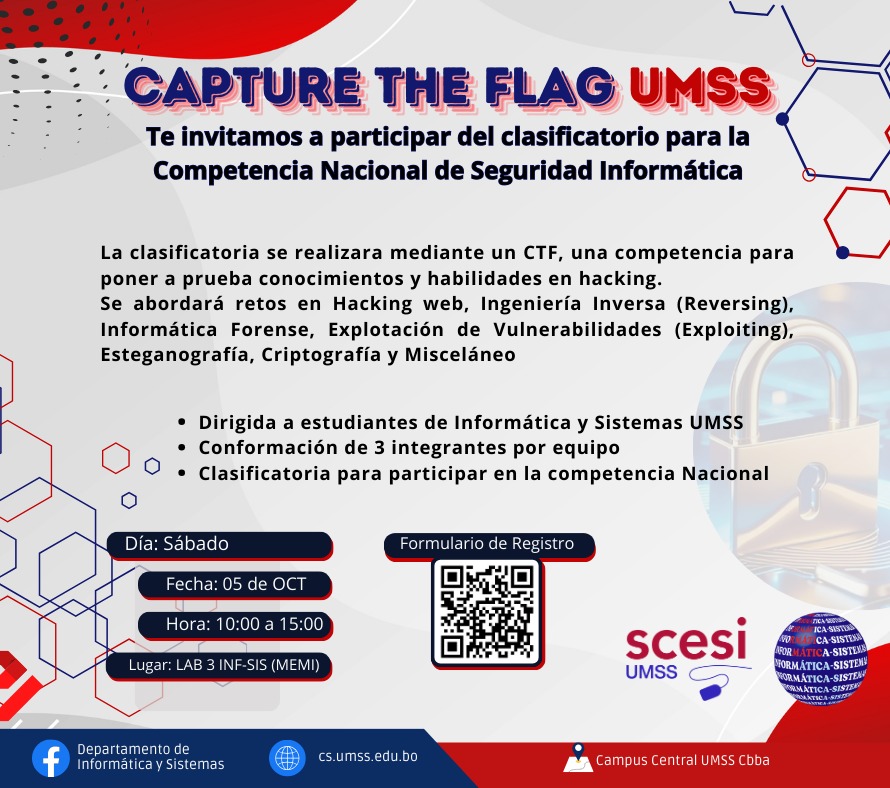 CAPTURE THE FLAG UMSS
Te invitamos a participar del clasificatorio para la
Competencia Nacional de Seguridad Informática
La clasificatoria se realizara mediante un CTF, una competencia para
poner a prueba conocimientos y habilidades en hacking.
Se abordará retos en Hacking web, Ingeniería Inversa (Reversing),
Informática Forense, Explotación de Vulnerabilidades (Exploiting),
Esteganografía, Criptografía y Misceláneo
• Dirigida a estudiantes de Informática y Sistemas UMSS
• Conformación de 3 integrantes por equipo
• Clasificatoria para participar en la competencia Nacional
Día: Sábado
Fecha: 05 de OCT
Hora: 10:00 a 15:00
Lugar: LAB 3 INF-SIS (MEMI)
Formulario de Registro
scesi
UMSS
Departamento de
Informática y Sistemas
cs.umss.edu.bo
Campus Central UMSS Cbba